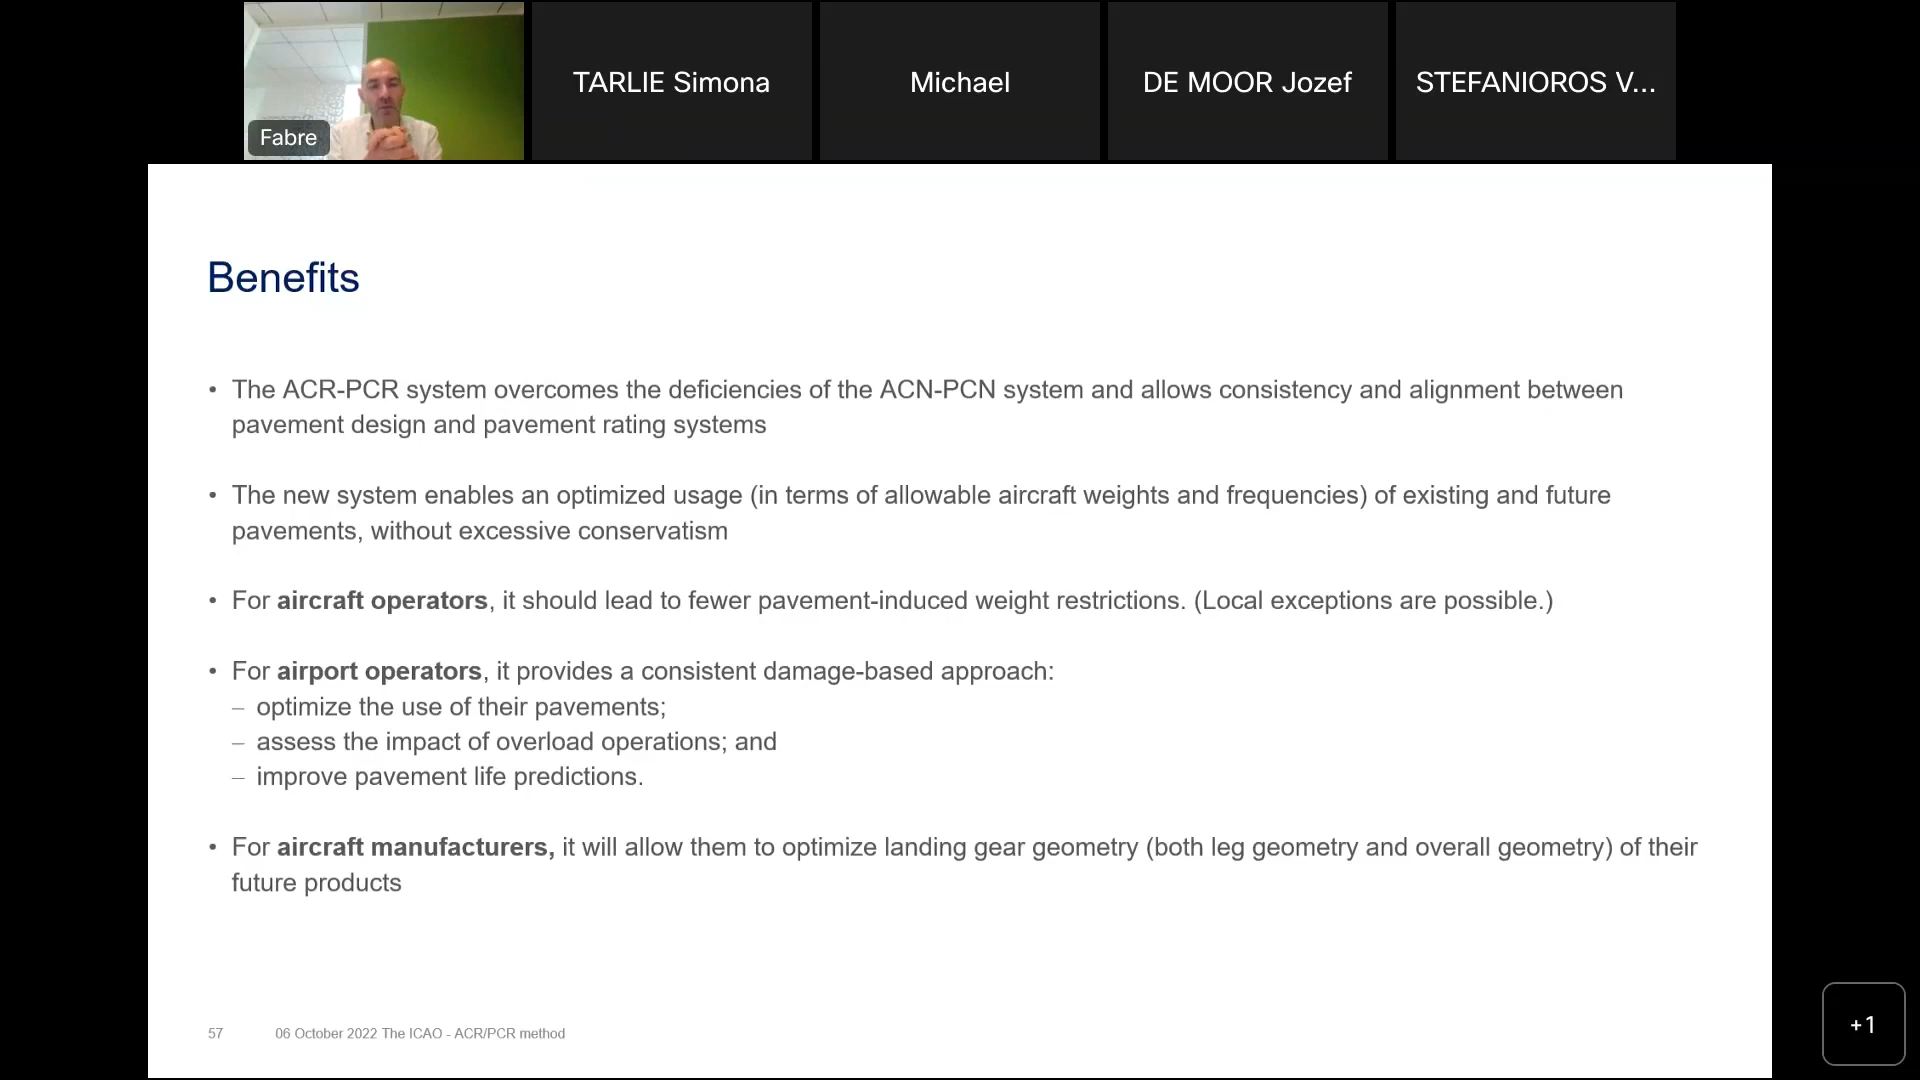 Fabre
TARLIE Simona
Michael
DE MOOR Jozef
STEFANIOROS V...
Benefits
• The ACR-PCR system overcomes the deficiencies of the ACN-PCN system and allows consistency and alignment between
pavement design and pavement rating systems
• The new system enables an optimized usage (in terms of allowable aircraft weights and frequencies) of existing and future
pavements, without excessive conservatism
• For aircraft operators, it should lead to fewer pavement-induced weight restrictions. (Local exceptions are possible.)
• For airport operators, it provides a consistent damage-based approach:
– optimize the use of their pavements;
– assess the impact of overload operations; and
– improve pavement life predictions.
• For aircraft manufacturers, it will allow them to optimize landing gear geometry (both leg geometry and overall geometry) of their
future products
57 06 October 2022 The ICAO - ACR/PCR method
+1